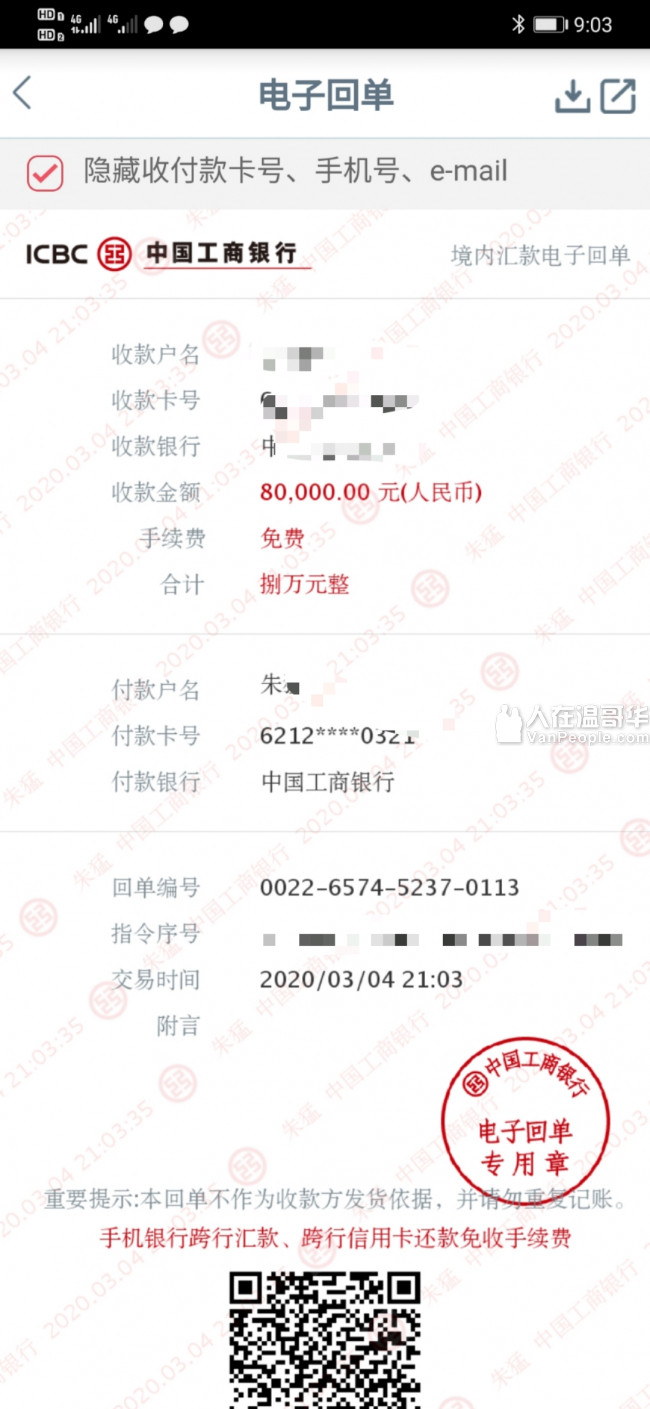 HD 1 4G 4G 9:03
HD 2
电子回单
隐藏收付款卡号、手机号、e-mail
ICBC 中国工商银行 境内汇款电子回单
收款户名
收款卡号
收款银行
收款金额 80,000.00 元(人民币)
手续费 免费
合计 捌万元整
付款户名 朱
付款卡号 6212****0321
付款银行 中国工商银行
人在温哥华
VanPeople.com
回单编号 0022-6574-5237-0113
指令序号
交易时间 2020/03/04 21:03
附言
中国工商银行
电子回单
专用章
重要提示:本回单不作为收款方发货依据，并请勿重复记账。
手机银行跨行汇款、跨行信用卡还款免收手续费
朱猛 中国工商银行 2020.03.04 21:03:35